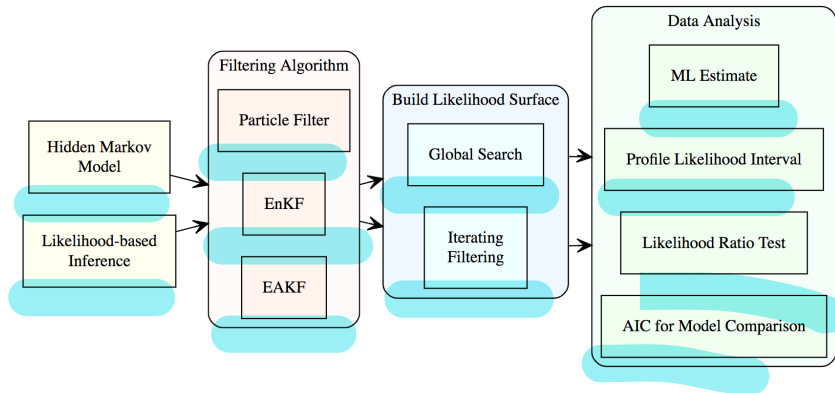 Hidden Markov
Model
Likelihood-based
Inference
Filtering Algorithm
Particle Filter
EnKF
EAKF
Build Likelihood Surface
Global Search
Iterating
Filtering
Data Analysis
ML Estimate
Profile Likelihood Interval
Likelihood Ratio Test
AIC for Model Comparison